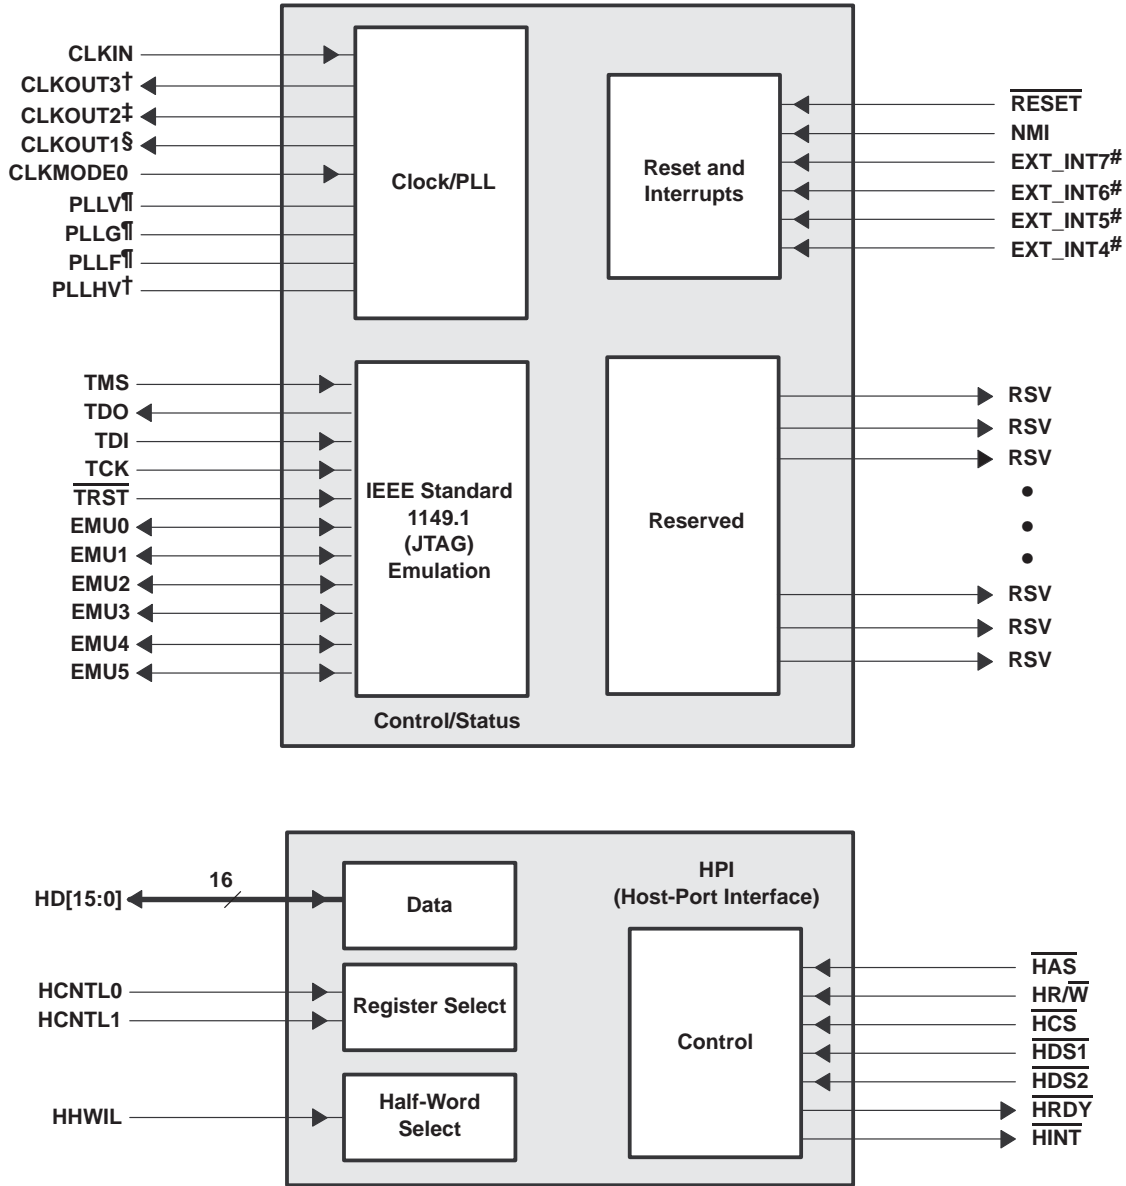 CLKIN
CLKOUT3†
CLKOUT2‡
CLKOUT1§
CLKMODE0
PLLV¶
PLLG¶
PLLF¶
PLLHV†
Clock/PLL
Reset and
Interrupts
RESET
NMI
EXT_INT7#
EXT_INT6#
EXT_INT5#
EXT_INT4#
TMS
TDO
TDI
TCK
TRST
EMU0
EMU1
EMU2
EMU3
EMU4
EMU5
IEEE Standard
1149.1
(JTAG)
Emulation
Reserved
RSV
RSV
RSV
RSV
RSV
RSV
Control/Status
HD[15:0]
16
Data
HPI
(Host-Port Interface)
HCNTL0
HCNTL1
Register Select
HHWIL
Half-Word
Select
Control
HAS
HR/W
HCS
HDS1
HDS2
HRDY
HINT